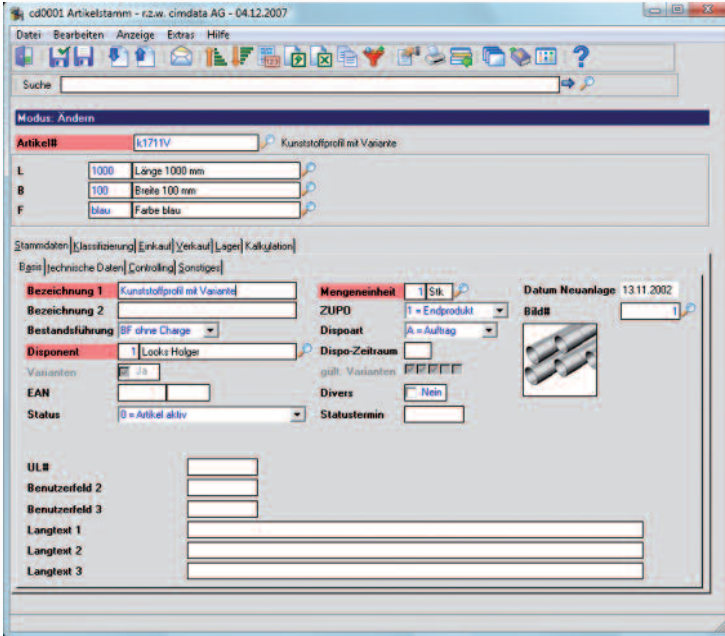 cd0001 Artikelstamm - r.z.w. cimdata AG - 04.12.2007
Datei Bearbeiten Anzeige Extras Hilfe
Suche
Modus: Ändern
Artikel# k1711V Kunststoffprofil mit Variante
L 1000 Länge 1000 mm
B 100 Breite 100 mm
F blau Farbe blau
Stammdaten Klassifizierung Einkauf Verkauf Lager Kalkulation
Basis technische Daten Controlling Sonstiges
Bezeichnung 1 Kunststoffprofil mit Variante Mengeneinheit 1 Stk Datum Neuanlage 13.11.2002
Bezeichnung 2 ZUPO 1 = Endprodukt Bild# 1
Bestandsführung BF ohne Charge Dispoart A = Auftrag
Disponent 1 Looks Holger Dispo-Zeitraum
Varianten Ja gült. Varianten
EAN Divers Nein
Status 0 = Artikel aktiv Statustermin
UL#
Benutzerfeld 2
Benutzerfeld 3
Langtext 1
Langtext 2
Langtext 3